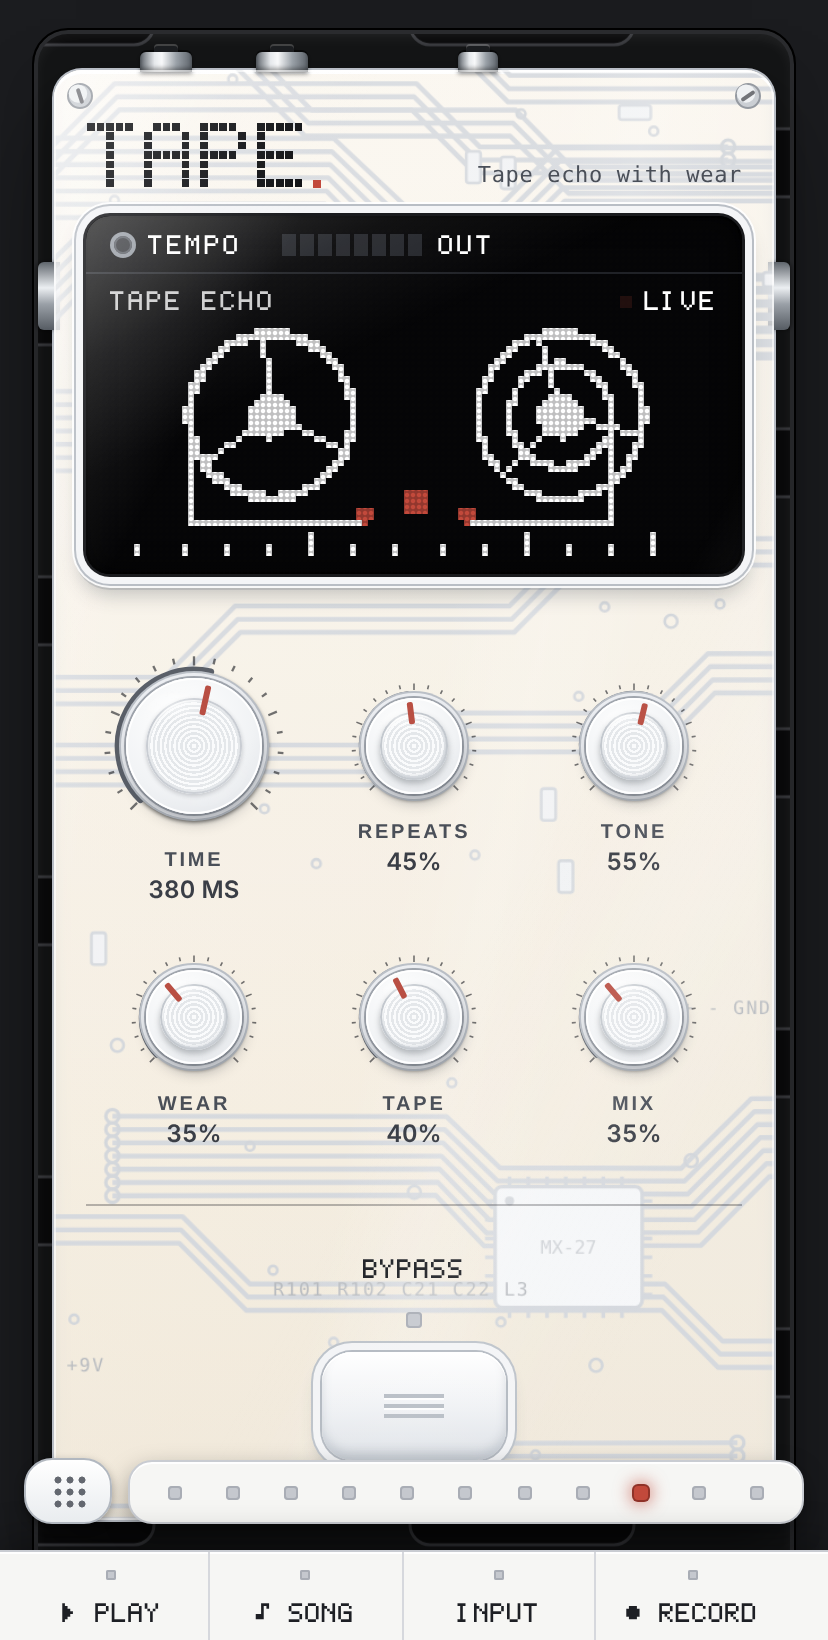 TAPE.
Tape echo with wear
TEMPO OUT
TAPE ECHO LIVE
TIME
380 MS
REPEATS
45%
TONE
55%
WEAR
35%
TAPE
40%
MIX
35%
- GND
MX-27
BYPASS
R101 R102 C21 C22 L3
+9V
PLAY SONG INPUT RECORD